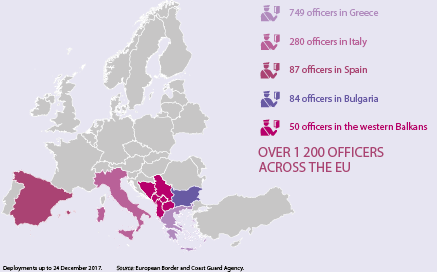 749 officers in Greece
280 officers in Italy
87 officers in Spain
84 officers in Bulgaria
50 officers in the western Balkans
OVER 1 200 OFFICERS
ACROSS THE EU
Deployments up to 24 December 2017. Source: European Border and Coast Guard Agency.